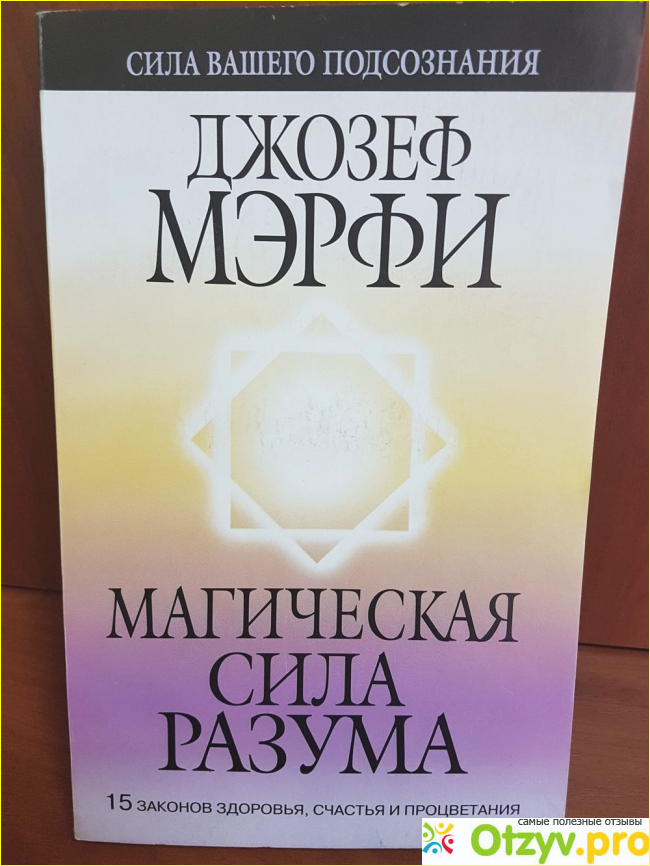 СИЛА ВАШЕГО ПОДСОЗНАНИЯ
ДЖОЗЕФ
МЭРФИ
МАГИЧЕСКАЯ
СИЛА
РАЗУМА
15 ЗАКОНОВ ЗДОРОВЬЯ, СЧАСТЬЯ И ПРОЦВЕТАНИЯ
самые полезные отзывы
Otzyv.pro